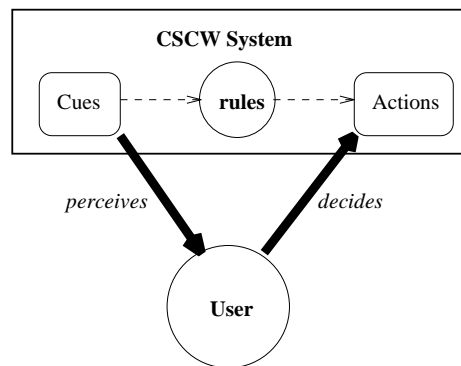 CSCW System
Cues
rules
Actions
perceives
decides
User